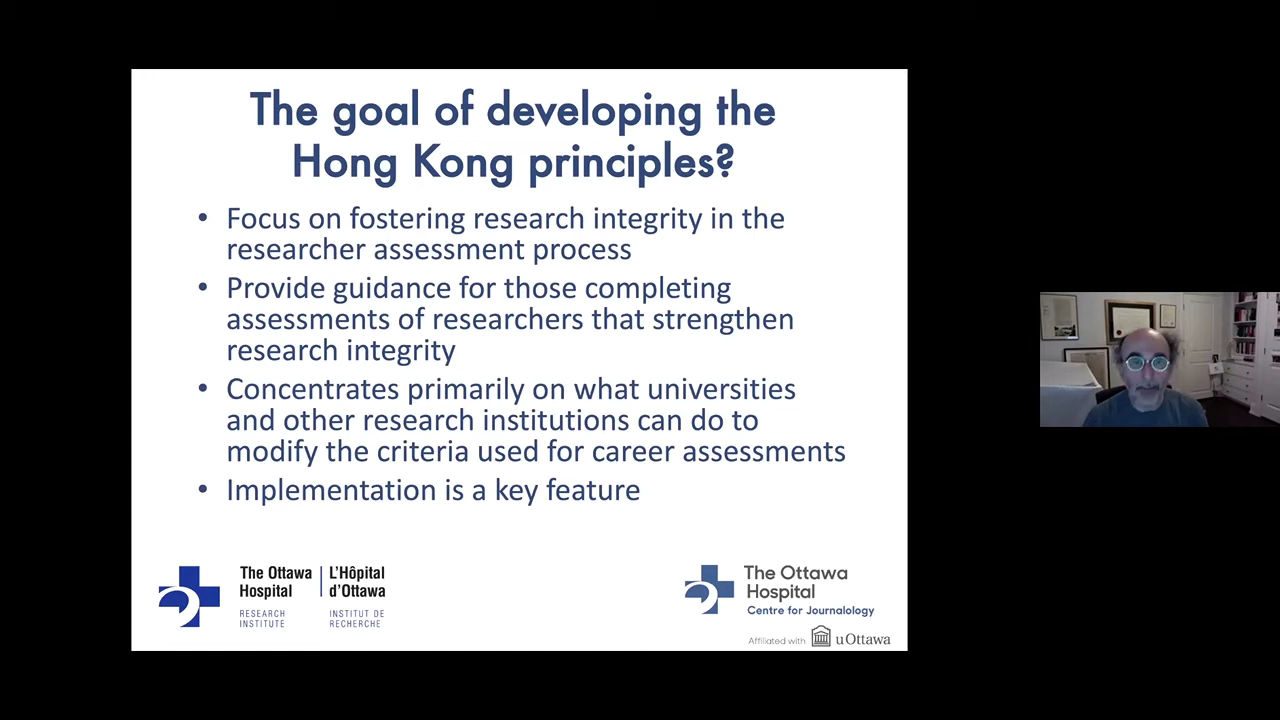 The goal of developing the
Hong Kong principles?
• Focus on fostering research integrity in the
researcher assessment process
• Provide guidance for those completing
assessments of researchers that strengthen
research integrity
• Concentrates primarily on what universities
and other research institutions can do to
modify the criteria used for career assessments
• Implementation is a key feature
The Ottawa
Hospital
RESEARCH
INSTITUTE
L'Hôpital
d'Ottawa
INSTITUT DE
RECHERCHE
The Ottawa
Hospital
Centre for Journalology
Affiliated with uOttawa